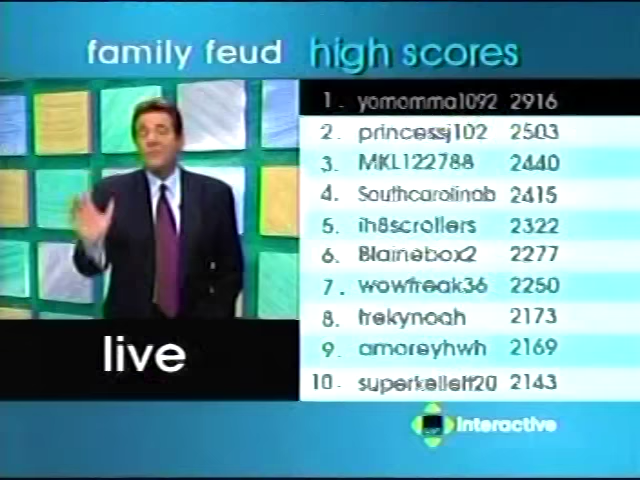 family feud high scores
1. yomomma1092 2916
2. princessj102 2503
3. MKL122788 2440
4. Southcarolinab 2415
5. ih8scrollers 2322
6. Blainebox2 2277
7. wowfreak36 2250
8. trekynoah 2173
9. amoreyhwh 2169
10. 2143
live
interactive